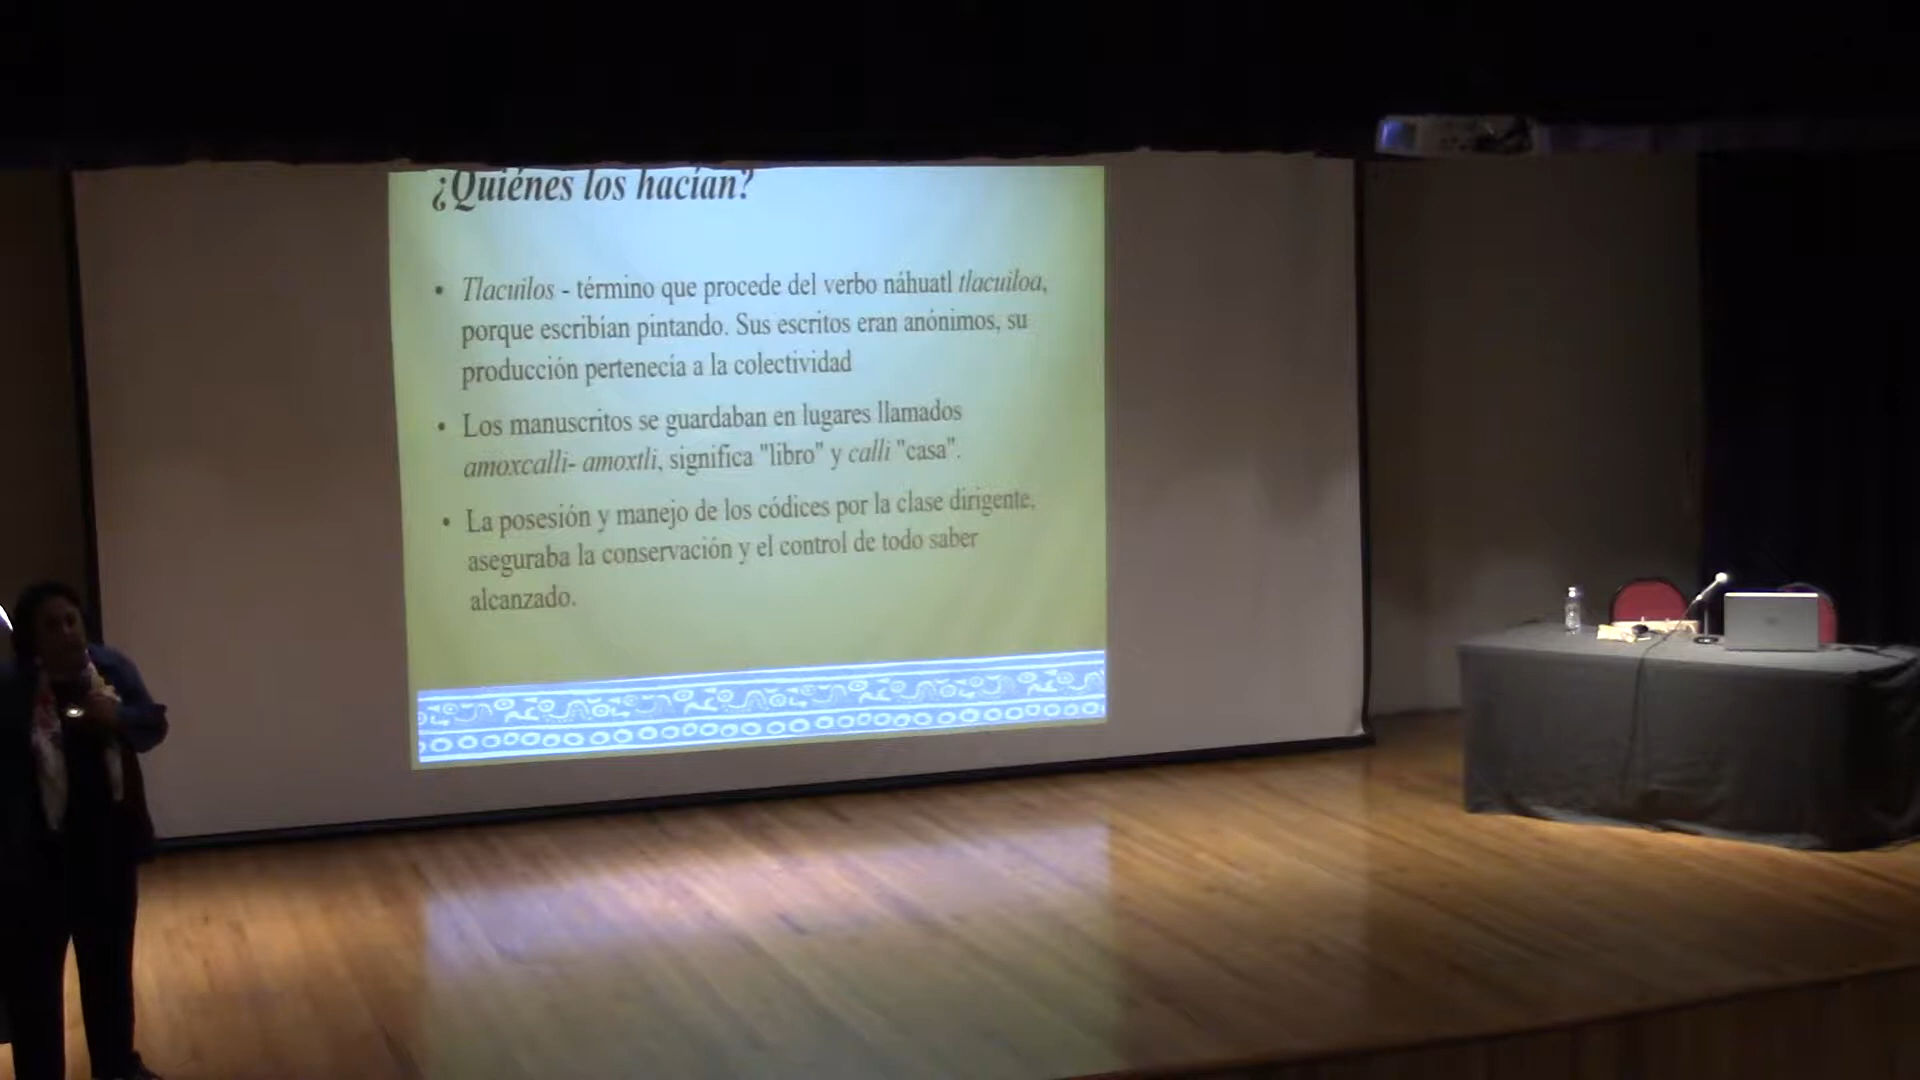 ¿Quiénes los hacían?
• Tlacuilos - término que procede del verbo náhuatl tlacuiloa,
porque escribían pintando. Sus escritos eran anónimos, su
producción pertenecía a la colectividad
• Los manuscritos se guardaban en lugares llamados
amoxcalli- amoxtli, significa "libro" y calli "casa".
• La posesión y manejo de los códices por la clase dirigente,
aseguraba la conservación y el control de todo saber
alcanzado.